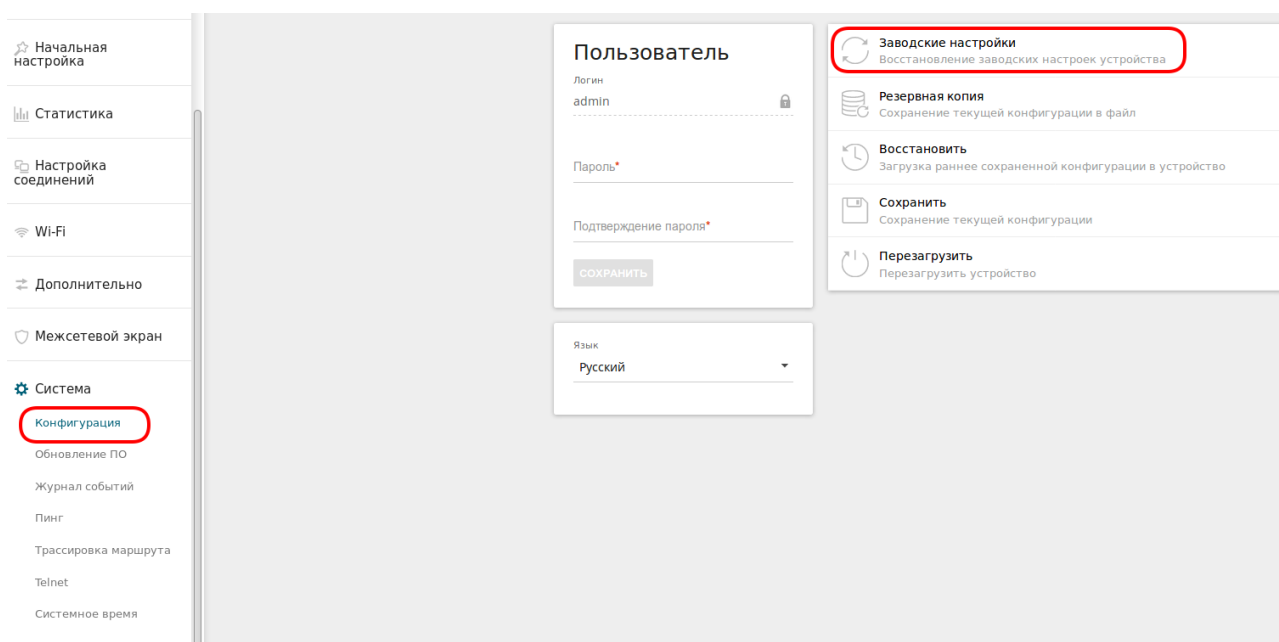 Начальная
настройка
Статистика
Настройка
соединений
Wi-Fi
Дополнительно
Межсетевой экран
Система
Конфигурация
Обновление ПО
Журнал событий
Пинг
Трассировка маршрута
Telnet
Системное время
Пользователь
Логин
admin
Пароль*
Подтверждение пароля*
СОХРАНИТЬ
Язык
Русский
Заводские настройки
Восстановление заводских настроек устройства
Резервная копия
Сохранение текущей конфигурации в файл
Восстановить
Загрузка раннее сохраненной конфигурации в устройство
Сохранить
Сохранение текущей конфигурации
Перезагрузить
Перезагрузить устройство